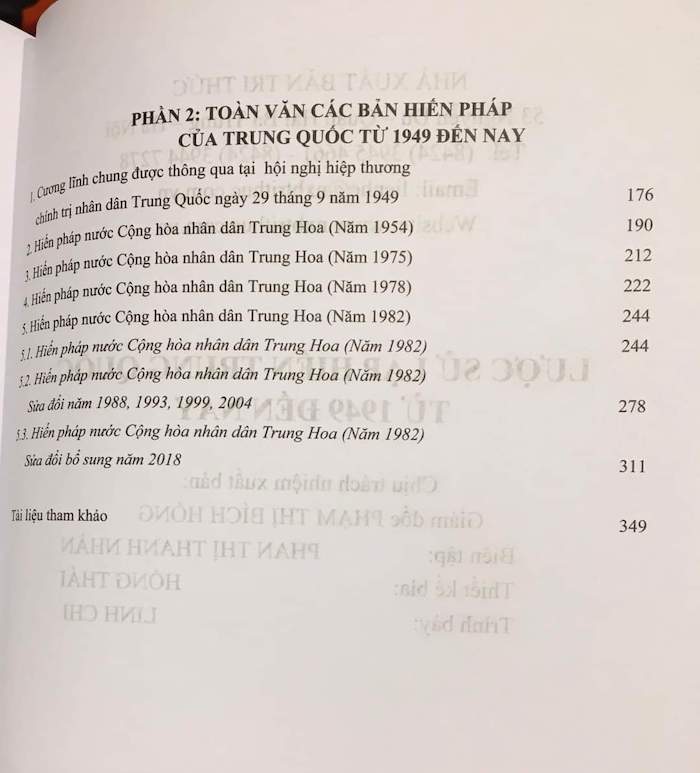 PHẦN 2: TOÀN VĂN CÁC BẢN HIẾN PHÁP
CỦA TRUNG QUỐC TỪ 1949 ĐẾN NAY
1. Cương lĩnh chung được thông qua tại hội nghị hiệp thương
chính trị nhân dân Trung Quốc ngày 29 tháng 9 năm 1949 176
2. Hiến pháp nước Cộng hòa nhân dân Trung Hoa (Năm 1954) 190
3. Hiến pháp nước Cộng hòa nhân dân Trung Hoa (Năm 1975) 212
4. Hiến pháp nước Cộng hòa nhân dân Trung Hoa (Năm 1978) 222
5. Hiến pháp nước Cộng hòa nhân dân Trung Hoa (Năm 1982) 244
5.1. Hiến pháp nước Cộng hòa nhân dân Trung Hoa (Năm 1982) 244
5.2. Hiến pháp nước Cộng hòa nhân dân Trung Hoa (Năm 1982)
Sửa đổi năm 1988, 1993, 1999, 2004 278
5.3. Hiến pháp nước Cộng hòa nhân dân Trung Hoa (Năm 1982)
Sửa đổi bổ sung năm 2018 311
Tài liệu tham khảo 349